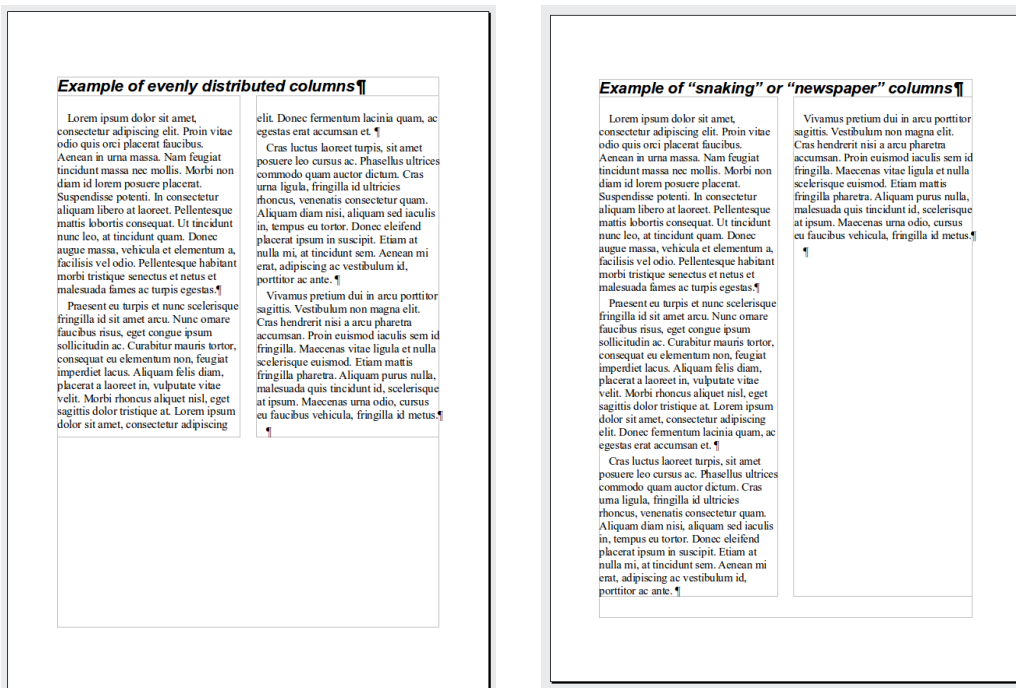 Example of evenly distributed columns¶
Lorem ipsum dolor sit amet,
consectetur adipiscing elit. Proin vitae
odio quis orci placerat faucibus.
Aenean in urna massa. Nam feugiat
tincidunt massa nec mollis. Morbi non
diam id lorem posuere placerat.
Suspendisse potenti. In consectetur
aliquam libero at laoreet. Pellentesque
mattis lobortis consequat. Ut tincidunt
nunc leo, at tincidunt quam. Donec
augue massa, vehicula et elementum a,
facilisis vel odio. Pellentesque habitant
morbi tristique senectus et netus et
malesuada fames ac turpis egestas.¶
Praesent eu turpis et nunc scelerisque
fringilla id sit amet arcu. Nunc ornare
faucibus risus, eget congue ipsum
sollicitudin ac. Curabitur mauris tortor,
consequat eu elementum non, feugiat
imperdiet lacus. Aliquam felis diam,
placerat a laoreet in, vulputate vitae
velit. Morbi rhoncus aliquet nisl, eget
sagittis dolor tristique at. Lorem ipsum
dolor sit amet, consectetur adipiscing
elit. Donec fermentum lacinia quam, ac
egestas erat accumsan et. ¶
Cras luctus laoreet turpis, sit amet
posuere leo cursus ac. Phasellus ultrices
commodo quam auctor dictum. Cras
urna ligula, fringilla id ultricies
rhoncus, venenatis consectetur quam.
Aliquam diam nisi, aliquam sed iaculis
in, tempus eu tortor. Donec eleifend
placerat ipsum in suscipit. Etiam at
nulla mi, at tincidunt sem. Aenean mi
erat, adipiscing ac vestibulum id,
porttitor ac ante. ¶
Vivamus pretium dui in arcu porttitor
sagittis. Vestibulum non magna elit.
Cras hendrerit nisi a arcu pharetra
accumsan. Proin euismod iaculis sem id
fringilla. Maecenas vitae ligula et nulla
scelerisque euismod. Etiam mattis
fringilla pharetra. Aliquam purus nulla,
malesuada quis tincidunt id, scelerisque
at ipsum. Maecenas urna odio, cursus
eu faucibus vehicula, fringilla id metus.¶
¶
Example of “snaking” or “newspaper” columns¶
Lorem ipsum dolor sit amet,
consectetur adipiscing elit. Proin vitae
odio quis orci placerat faucibus.
Aenean in urna massa. Nam feugiat
tincidunt massa nec mollis. Morbi non
diam id lorem posuere placerat.
Suspendisse potenti. In consectetur
aliquam libero at laoreet. Pellentesque
mattis lobortis consequat. Ut tincidunt
nunc leo, at tincidunt quam. Donec
augue massa, vehicula et elementum a,
facilisis vel odio. Pellentesque habitant
morbi tristique senectus et netus et
malesuada fames ac turpis egestas.¶
Praesent eu turpis et nunc scelerisque
fringilla id sit amet arcu. Nunc ornare
faucibus risus, eget congue ipsum
sollicitudin ac. Curabitur mauris tortor,
consequat eu elementum non, feugiat
imperdiet lacus. Aliquam felis diam,
placerat a laoreet in, vulputate vitae
velit. Morbi rhoncus aliquet nisl, eget
sagittis dolor tristique at. Lorem ipsum
dolor sit amet, consectetur adipiscing
elit. Donec fermentum lacinia quam, ac
egestas erat accumsan et. ¶
Cras luctus laoreet turpis, sit amet
posuere leo cursus ac. Phasellus ultrices
commodo quam auctor dictum. Cras
urna ligula, fringilla id ultricies
rhoncus, venenatis consectetur quam.
Aliquam diam nisi, aliquam sed iaculis
in, tempus eu tortor. Donec eleifend
placerat ipsum in suscipit. Etiam at
nulla mi, at tincidunt sem. Aenean mi
erat, adipiscing ac vestibulum id,
porttitor ac ante. ¶
Vivamus pretium dui in arcu porttitor
sagittis. Vestibulum non magna elit.
Cras hendrerit nisi a arcu pharetra
accumsan. Proin euismod iaculis sem id
fringilla. Maecenas vitae ligula et nulla
scelerisque euismod. Etiam mattis
fringilla pharetra. Aliquam purus nulla,
malesuada quis tincidunt id, scelerisque
at ipsum. Maecenas urna odio, cursus
eu faucibus vehicula, fringilla id metus.¶
¶